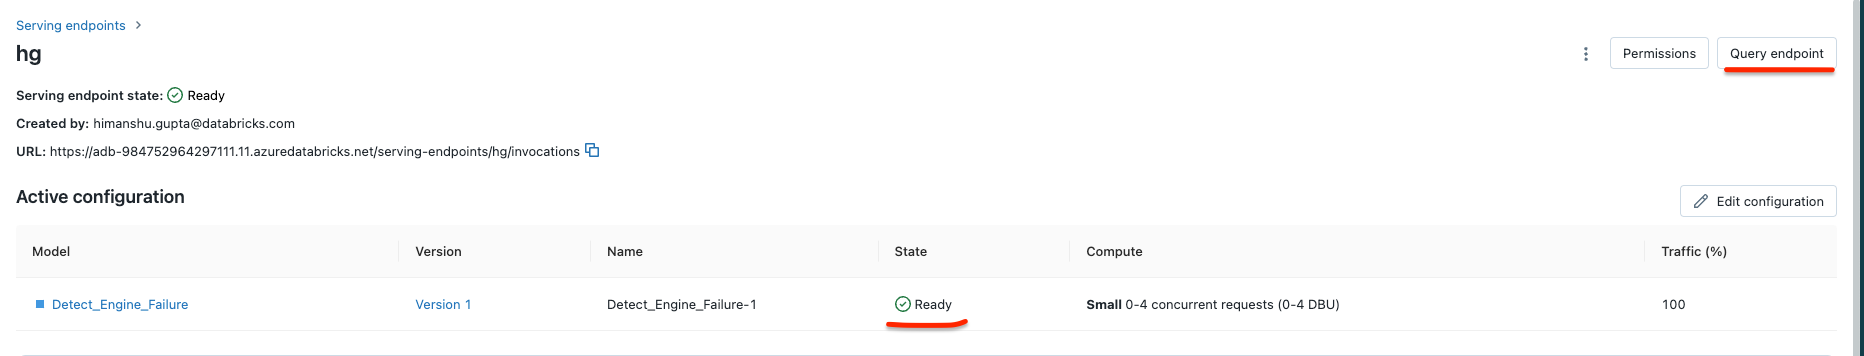 Serving endpoints >
hg
Permissions
Query endpoint
Serving endpoint state: Ready
Created by: himanshu.gupta@databricks.com
URL: https://adb-984752964297111.11.azuredatabricks.net/serving-endpoints/hg/invocations
Active configuration
Edit configuration
Model Version Name State Compute Traffic (%)
Detect_Engine_Failure Version 1 Detect_Engine_Failure-1 Ready Small 0-4 concurrent requests (0-4 DBU) 100